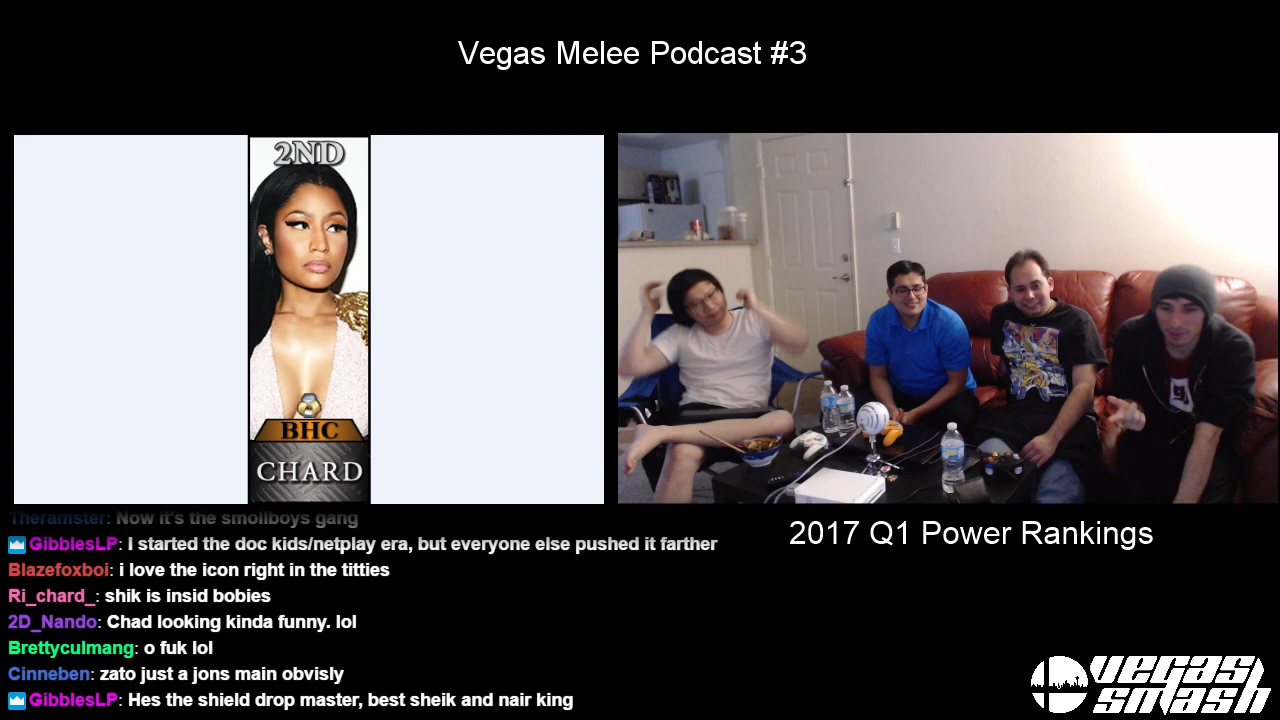 Vegas Melee Podcast #3
2ND
BHC
CHARD
Theramster: Now it's the smollboys gang
GibblesLP: I started the doc kids/netplay era, but everyone else pushed it farther
Blazefoxboi: i love the icon right in the titties
Ri_chard_: shik is insid bobies
2D_Nando: Chad looking kinda funny. lol
Brettyculmang: o fuk lol
Cinneben: zato just a jons main obvisly
GibblesLP: Hes the shield drop master, best sheik and nair king
2017 Q1 Power Rankings
VEGAS
SMASH